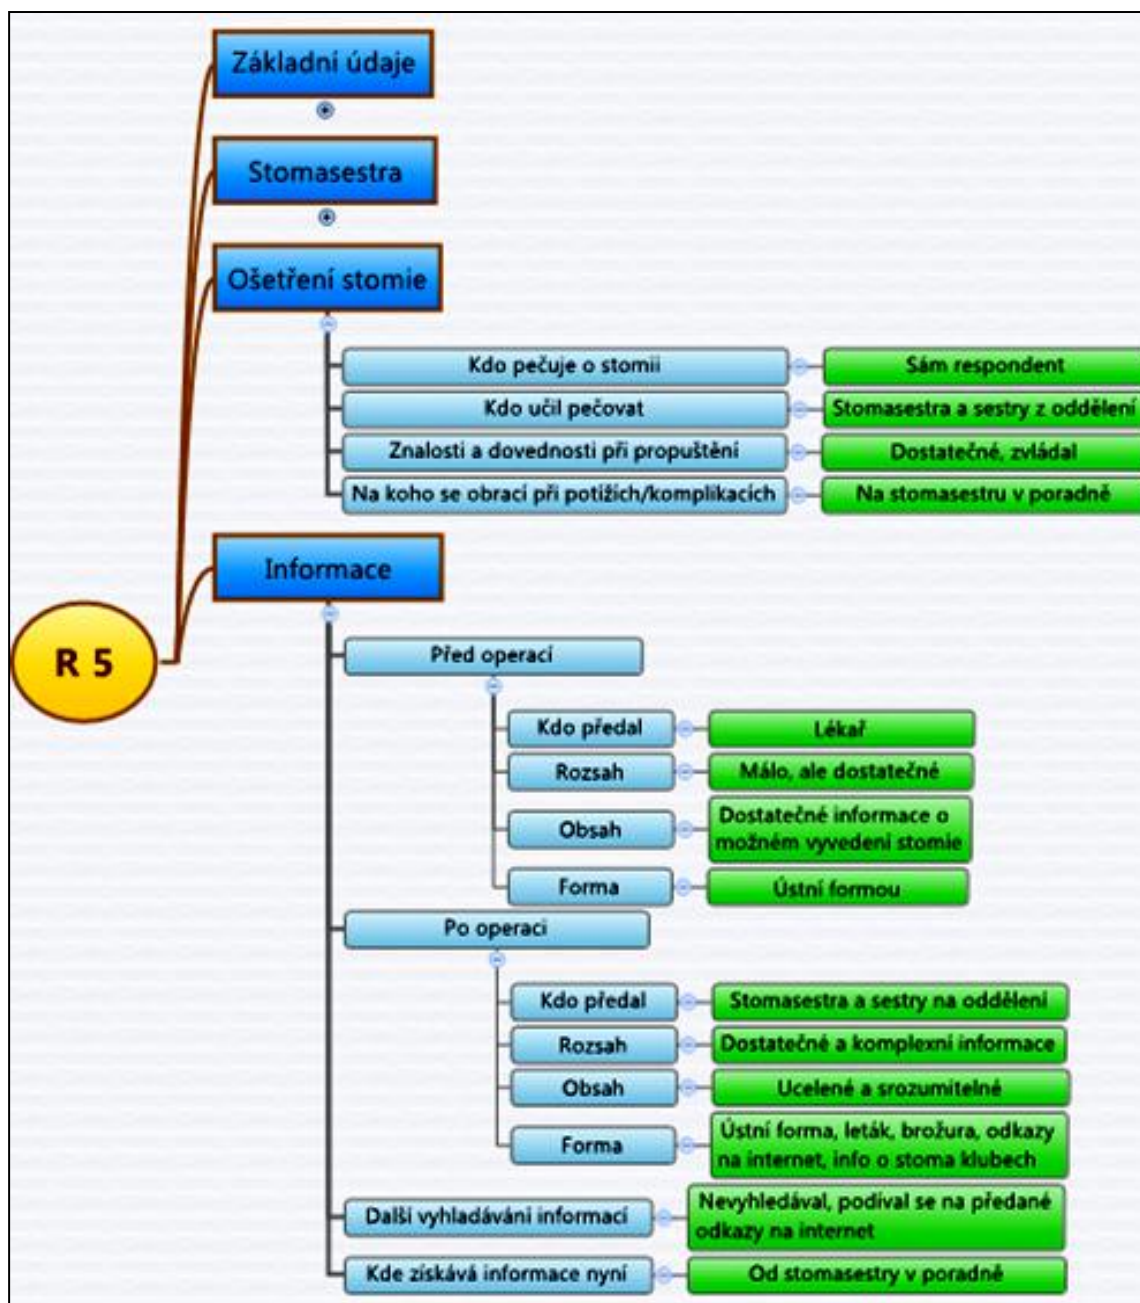 Základní údaje
Stomasestra
Ošetření stomie
Kdo pečuje o stomii
Sám respondent
Kdo učil pečovat
Stomasestra a sestry z oddělení
Znalosti a dovednosti při propuštění
Dostatečné, zvládal
Na koho se obrací při potížích/komplikacích
Na stomasestru v poradně
Informace
R 5
Před operací
Kdo předal
Lékař
Rozsah
Málo, ale dostatečné
Obsah
Dostatečné informace o
možném vyvedení stomie
Forma
Ústní formou
Po operaci
Kdo předal
Stomasestra a sestry na oddělení
Rozsah
Dostatečné a komplexní informace
Obsah
Ucelené a srozumitelné
Forma
Ústní forma, leták, brožura, odkazy
na internet, info o stoma klubech
Další vyhladávání informací
Nevyhledával, podíval se na předané
odkazy na internet
Kde získává informace nyní
Od stomasestry v poradně